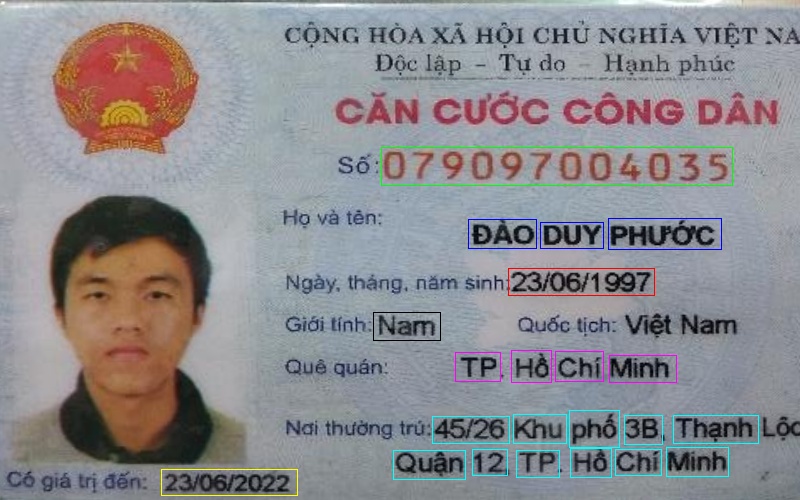 CỘNG HÒA XÃ HỘI CHỦ NGHĨA VIỆT NA
Độc lập - Tự do - Hạnh phúc
CĂN CƯỚC CÔNG DÂN
Số: 079097004035
Họ và tên:
ĐÀO DUY PHƯỚC
Ngày, tháng, năm sinh: 23/06/1997
Giới tính: Nam Quốc tịch: Việt Nam
Quê quán: TP. Hồ Chí Minh
Nơi thường trú: 45/26 Khu phố 3B, Thạnh Lộc
Quận 12, TP. Hồ Chí Minh
Có giá trị đến: 23/06/2022